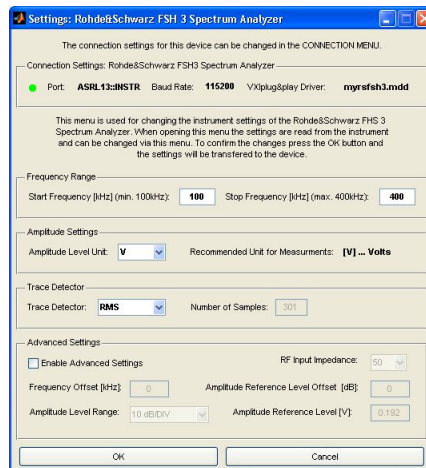 Settings: Rohde&Schwarz FSH 3 Spectrum Analyzer
The connection settings for this device can be changed in the CONNECTION MENU.
Connection Settings: Rohde&Schwarz FSH3 Spectrum Analyzer
Port: ASRL13::INSTR Baud Rate: 115200 VXIplug&play Driver: myrsfsh3.mdd
This menu is used for changing the instrument settings of the Rohde&Schwarz FHS 3
Spectrum Analyzer. When opening this menu the settings are read from the instrument
and can be changed via this menu. To confirm the changes press the OK button and
the settings will be transfered to the device.
Frequency Range
Start Frequency [kHz] (min. 100kHz): 100 Stop Frequency [kHz] (max. 400kHz): 400
Amplitude Settings
Amplitude Level Unit: V Recommended Unit for Measurments: [V] ... Volts
Trace Detector
Trace Detector: RMS Number of Samples: 301
Advanced Settings
Enable Advanced Settings RF Input Impedance: 50
Frequency Offset [kHz]: 0 Amplitude Reference Level Offset [dB]: 0
Amplitude Level Range: 10 dB/DIV Amplitude Reference Level [V]: 0.192
OK Cancel